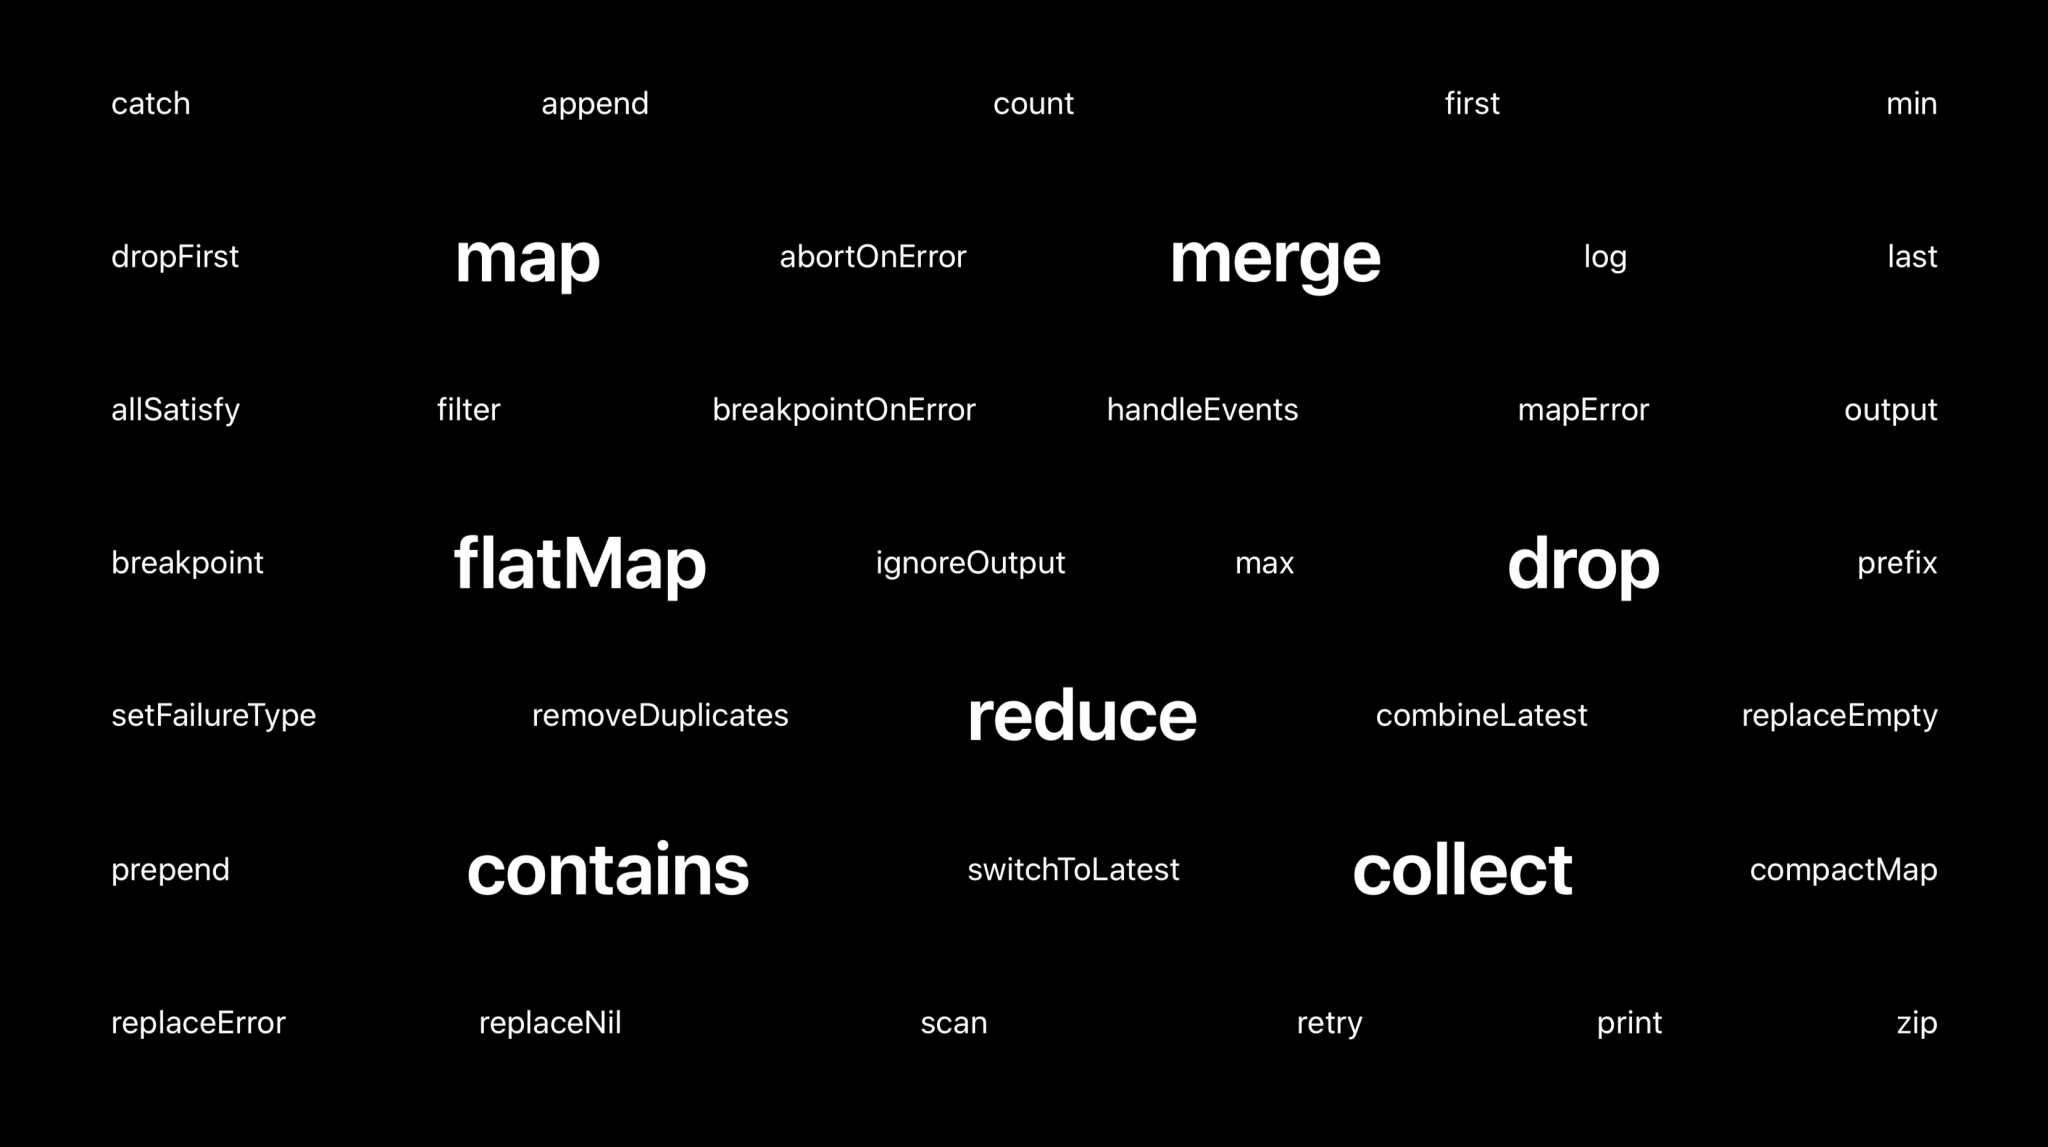 catch append count first min
dropFirst map abortOnError merge log last
allSatisfy filter breakpointOnError handleEvents mapError output
breakpoint flatMap ignoreOutput max drop prefix
setFailureType removeDuplicates reduce combineLatest replaceEmpty
prepend contains switchToLatest collect compactMap
replaceError replaceNil scan retry print zip